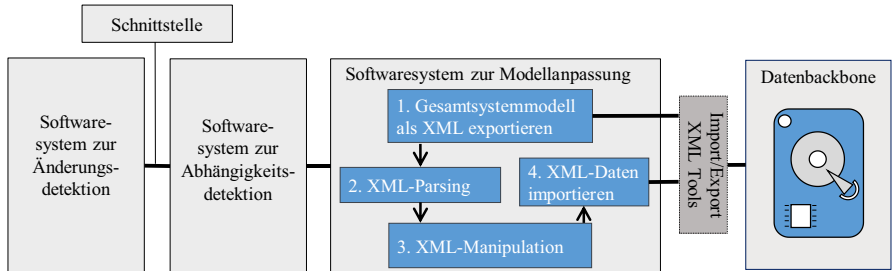 Schnittstelle
Software-
system zur
Änderungs-
detektion
Software-
system zur
Abhängigkeits-
detektion
Softwaresystem zur Modellanpassung
1. Gesamtsystemmodell
als XML exportieren
2. XML-Parsing
3. XML-Manipulation
4. XML-Daten
importieren
Import/Export
XML Tools
Datenbackbone